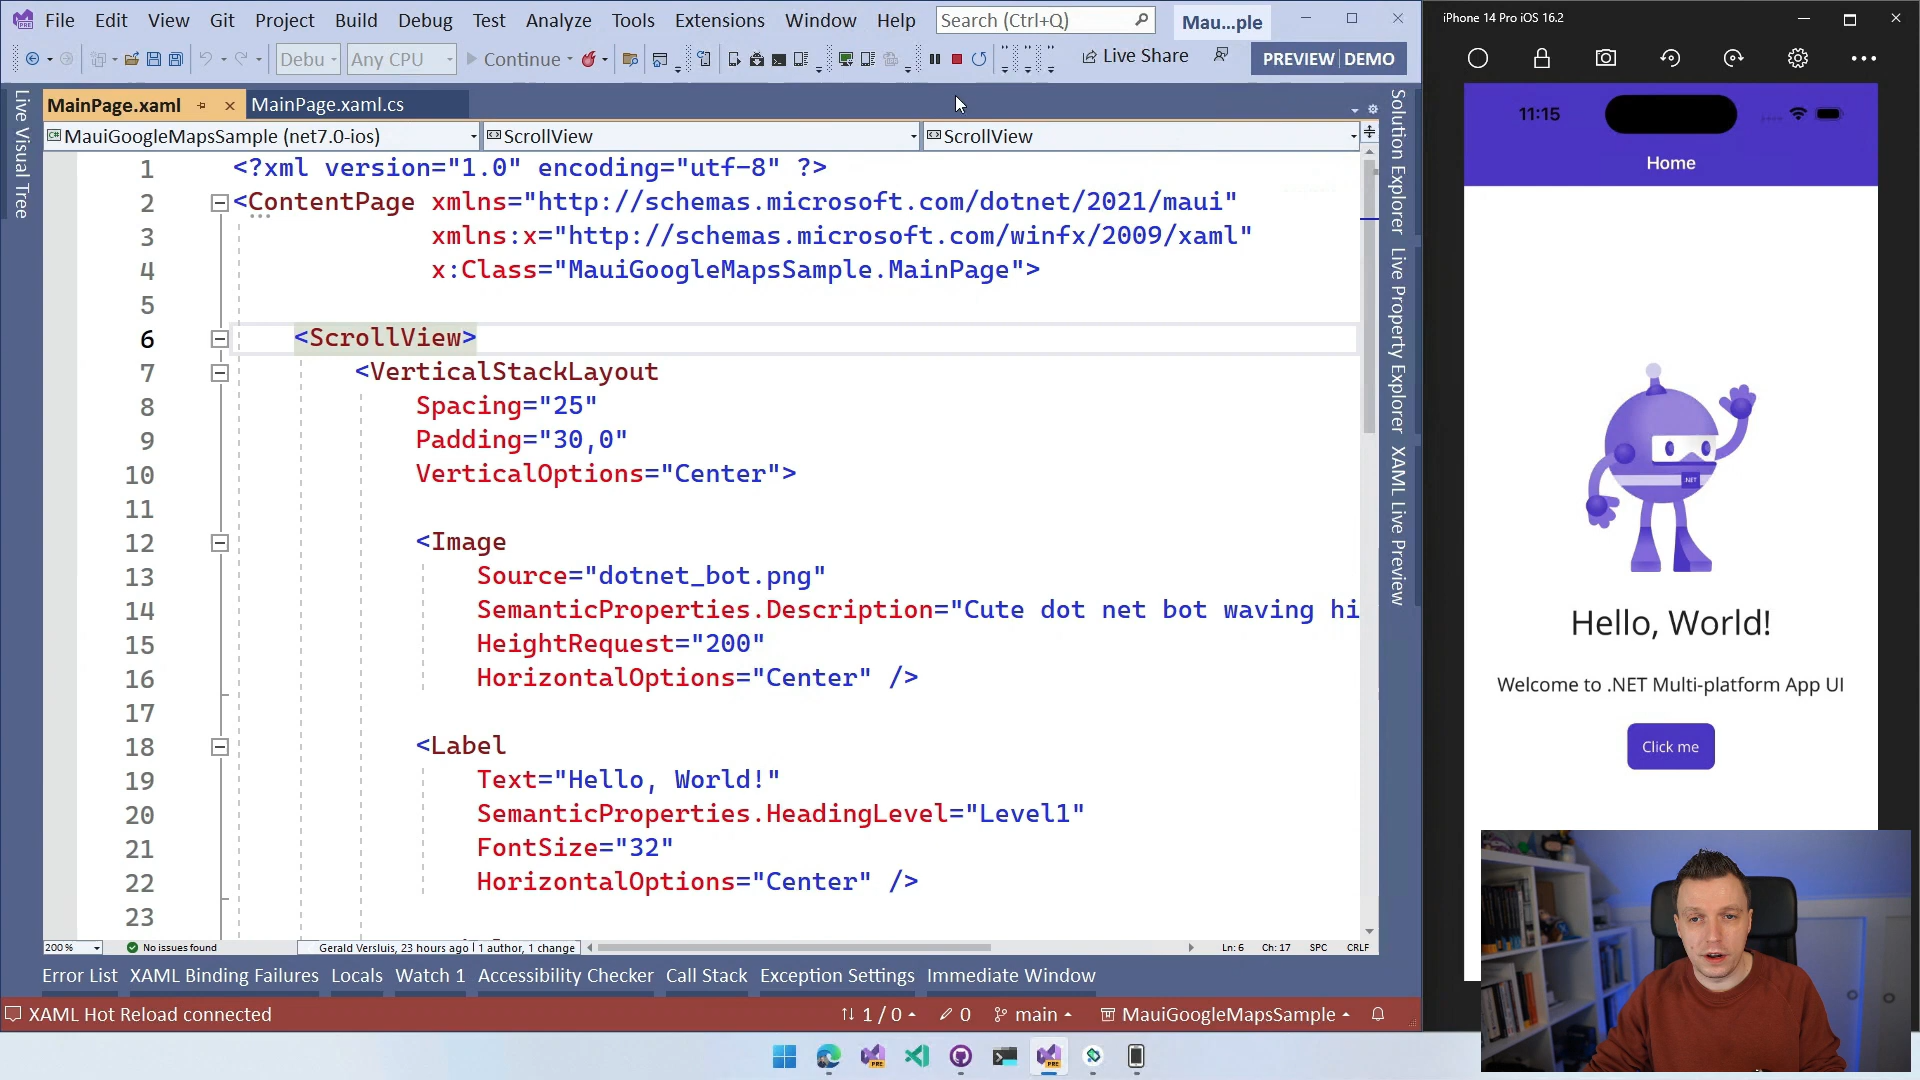 File Edit View Git Project Build Debug Test Analyze Tools Extensions Window Help Search (Ctrl+Q) Mau...ple
Debu Any CPU Continue Live Share PREVIEW DEMO
Live Visual Tree
MainPage.xaml MainPage.xaml.cs
MauiGoogleMapsSample (net7.0-ios) ScrollView ScrollView
1 <?xml version="1.0" encoding="utf-8" ?>
2 <ContentPage xmlns="http://schemas.microsoft.com/dotnet/2021/maui"
3 xmlns:x="http://schemas.microsoft.com/winfx/2009/xaml"
4 x:Class="MauiGoogleMapsSample.MainPage">
5
6 <ScrollView>
7 <VerticalStackLayout
8 Spacing="25"
9 Padding="30,0"
10 VerticalOptions="Center">
11
12 <Image
13 Source="dotnet_bot.png"
14 SemanticProperties.Description="Cute dot net bot waving hi
15 HeightRequest="200"
16 HorizontalOptions="Center" />
17
18 <Label
19 Text="Hello, World!"
20 SemanticProperties.HeadingLevel="Level1"
21 FontSize="32"
22 HorizontalOptions="Center" />
23
200 % No issues found Gerald Versluis, 23 hours ago | 1 author, 1 change Ln: 6 Ch: 17 SPC CRLF
Error List XAML Binding Failures Locals Watch 1 Accessibility Checker Call Stack Exception Settings Immediate Window
XAML Hot Reload connected 1 / 0 0 main MauiGoogleMapsSample
Solution Explorer
Live Property Explorer
XAML Live Preview
iPhone 14 Pro iOS 16.2
11:15
Home
.NET
Hello, World!
Welcome to .NET Multi-platform App UI
Click me
PRE
PRE